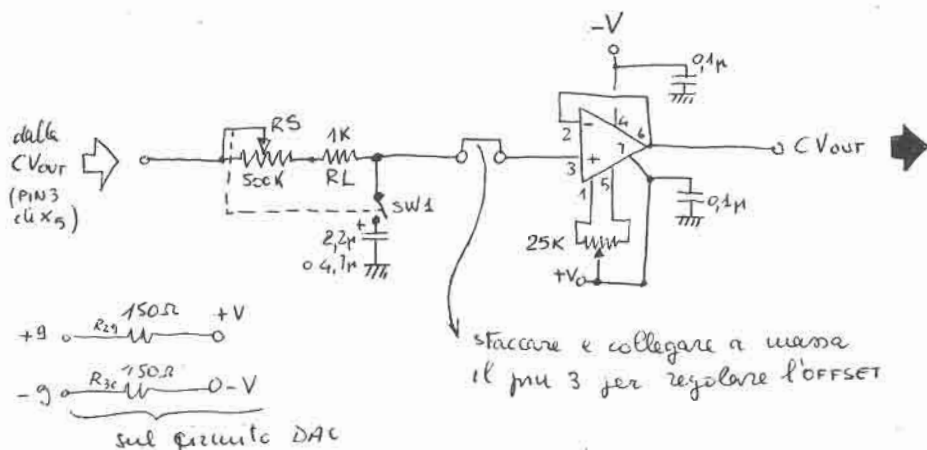 -V
0,1µ
dalla
CVout
(PIN3
di X5)
RS
500K
1K
RL
SW1
+
2,2µ
o 4,7µ
2
-
3
+
4
6
7
1
5
CVout
0,1µ
25K
+V
+9
R29
150Ω
+V
-9
R30
150Ω
-V
sul circuito DAC
staccare e collegare a massa
il pin 3 per regolare l'OFFSET